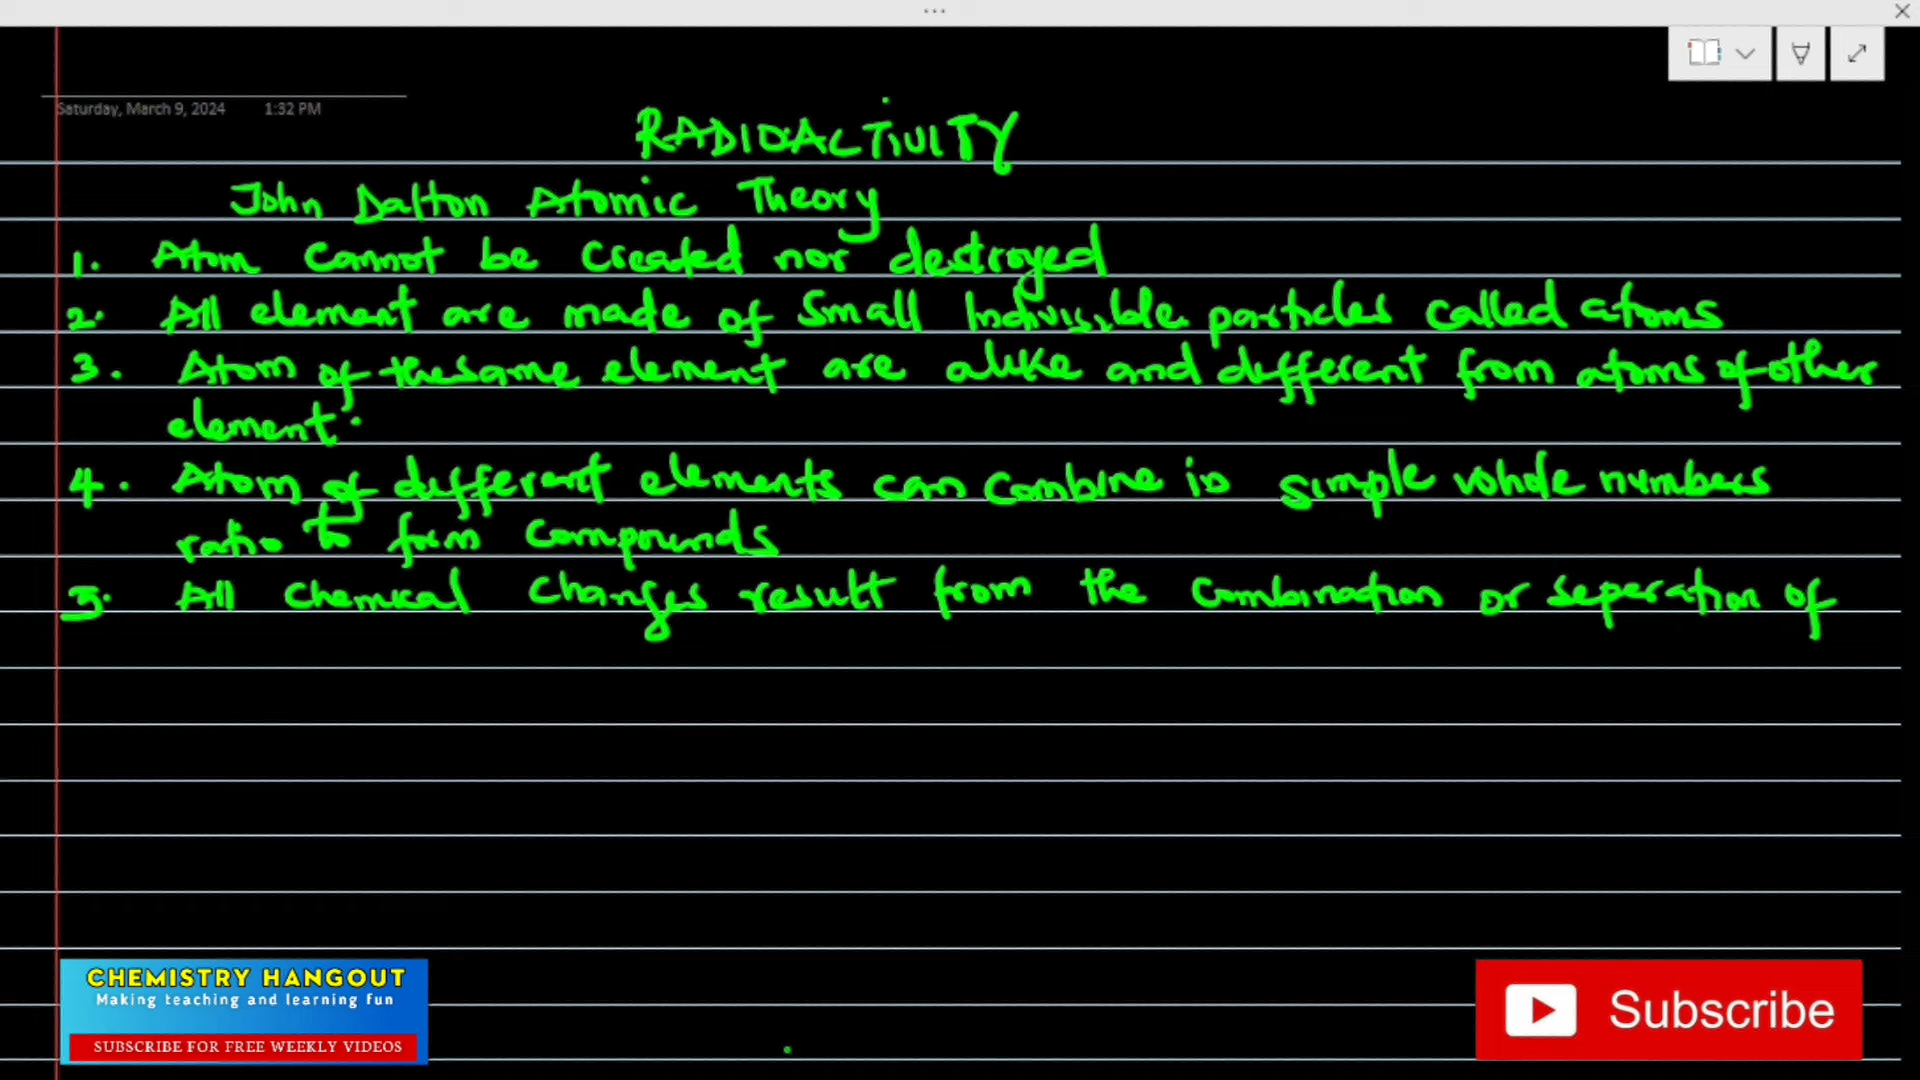 Saturday, March 9, 2024 1:32 PM
RADIOACTIVITY
John Dalton Atomic Theory
1. Atom cannot be created nor destroyed
2. All element are made of small Indivisible particles called atoms
3. Atom of thesame element are alike and different from atoms of other
element.
4. Atom of different elements can combine in simple whole numbers
ratio to form compounds
5. All chemical changes result from the combination or seperation of
CHEMISTRY HANGOUT
Making teaching and learning fun
SUBSCRIBE FOR FREE WEEKLY VIDEOS
Subscribe